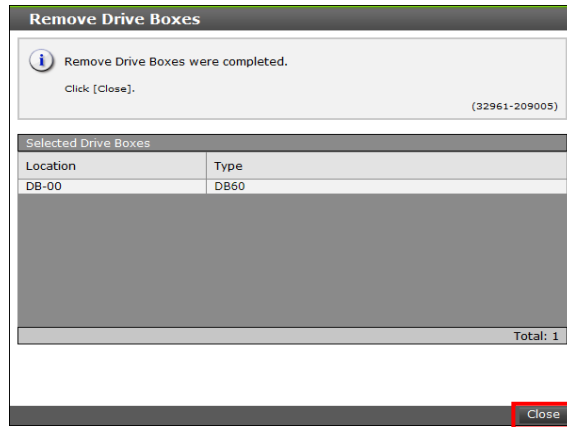 Remove Drive Boxes
Remove Drive Boxes were completed.
Click [Close].
(32961-209005)
Selected Drive Boxes
Location Type
DB-00 DB60
Total: 1
Close